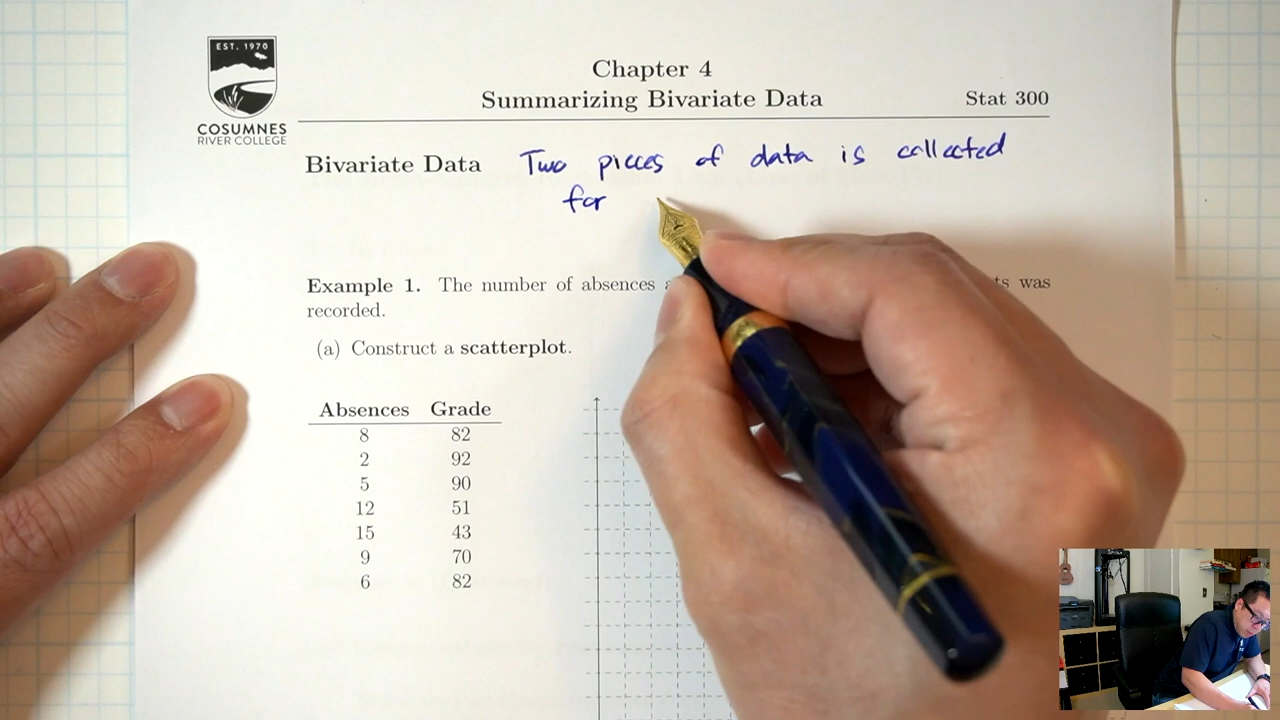 EST. 1970
COSUMNES
RIVER COLLEGE
Chapter 4
Summarizing Bivariate Data
Stat 300
Bivariate Data Two pieces of data is collected
for
Example 1. The number of absences ts was
recorded.
(a) Construct a scatterplot.
Absences Grade
8 82
2 92
5 90
12 51
15 43
9 70
6 82